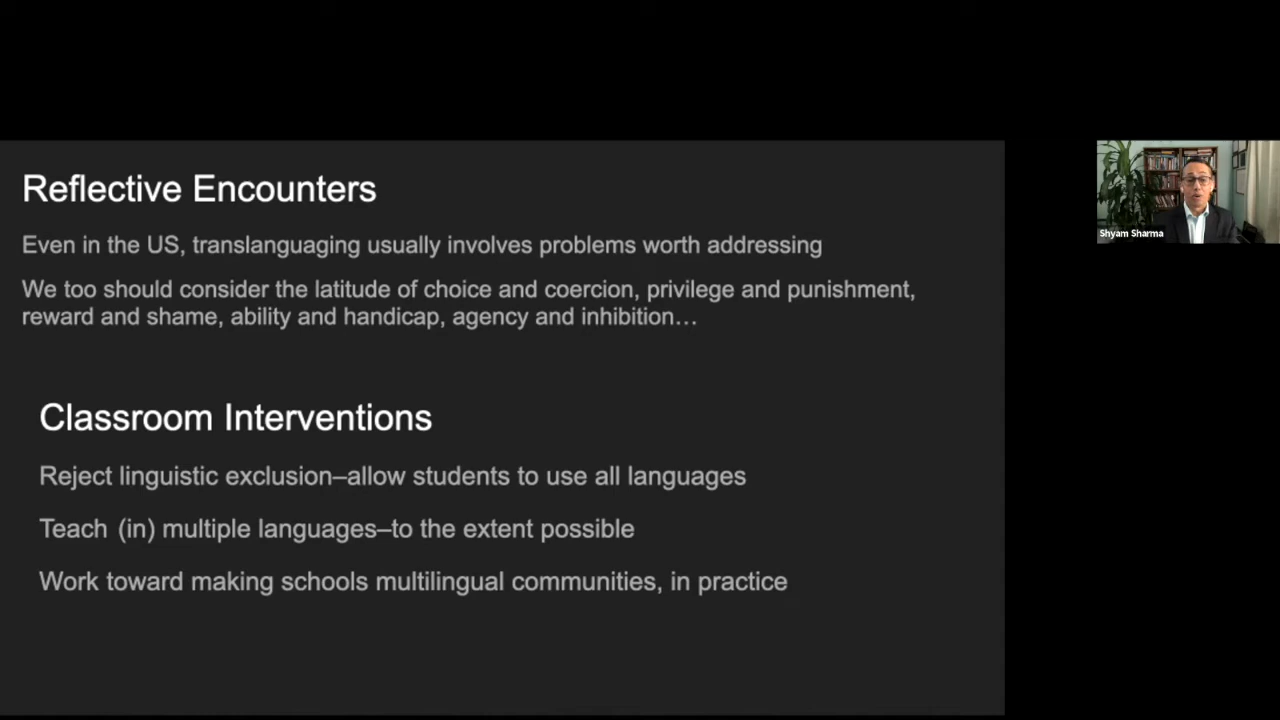 Reflective Encounters
Even in the US, translanguaging usually involves problems worth addressing
We too should consider the latitude of choice and coercion, privilege and punishment,
reward and shame, ability and handicap, agency and inhibition…
Classroom Interventions
Reject linguistic exclusion–allow students to use all languages
Teach (in) multiple languages–to the extent possible
Work toward making schools multilingual communities, in practice
Shyam Sharma